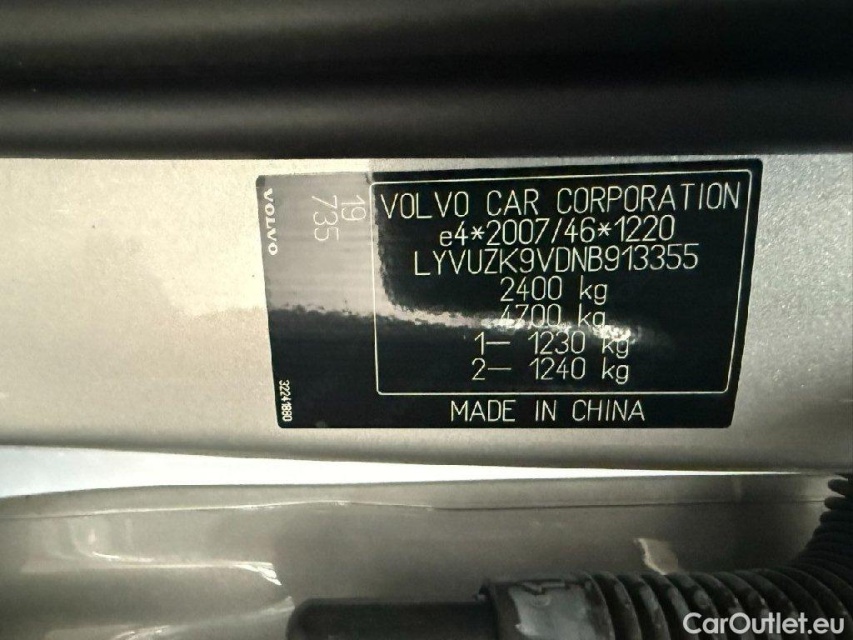 VOLVO
19
735
32241880
VOLVO CAR CORPORATION
e4*2007/46*1220
LYVUZK9VDNB913355
2400 kg
4700 kg
1– 1230 kg
2– 1240 kg
MADE IN CHINA
CarOutlet.eu